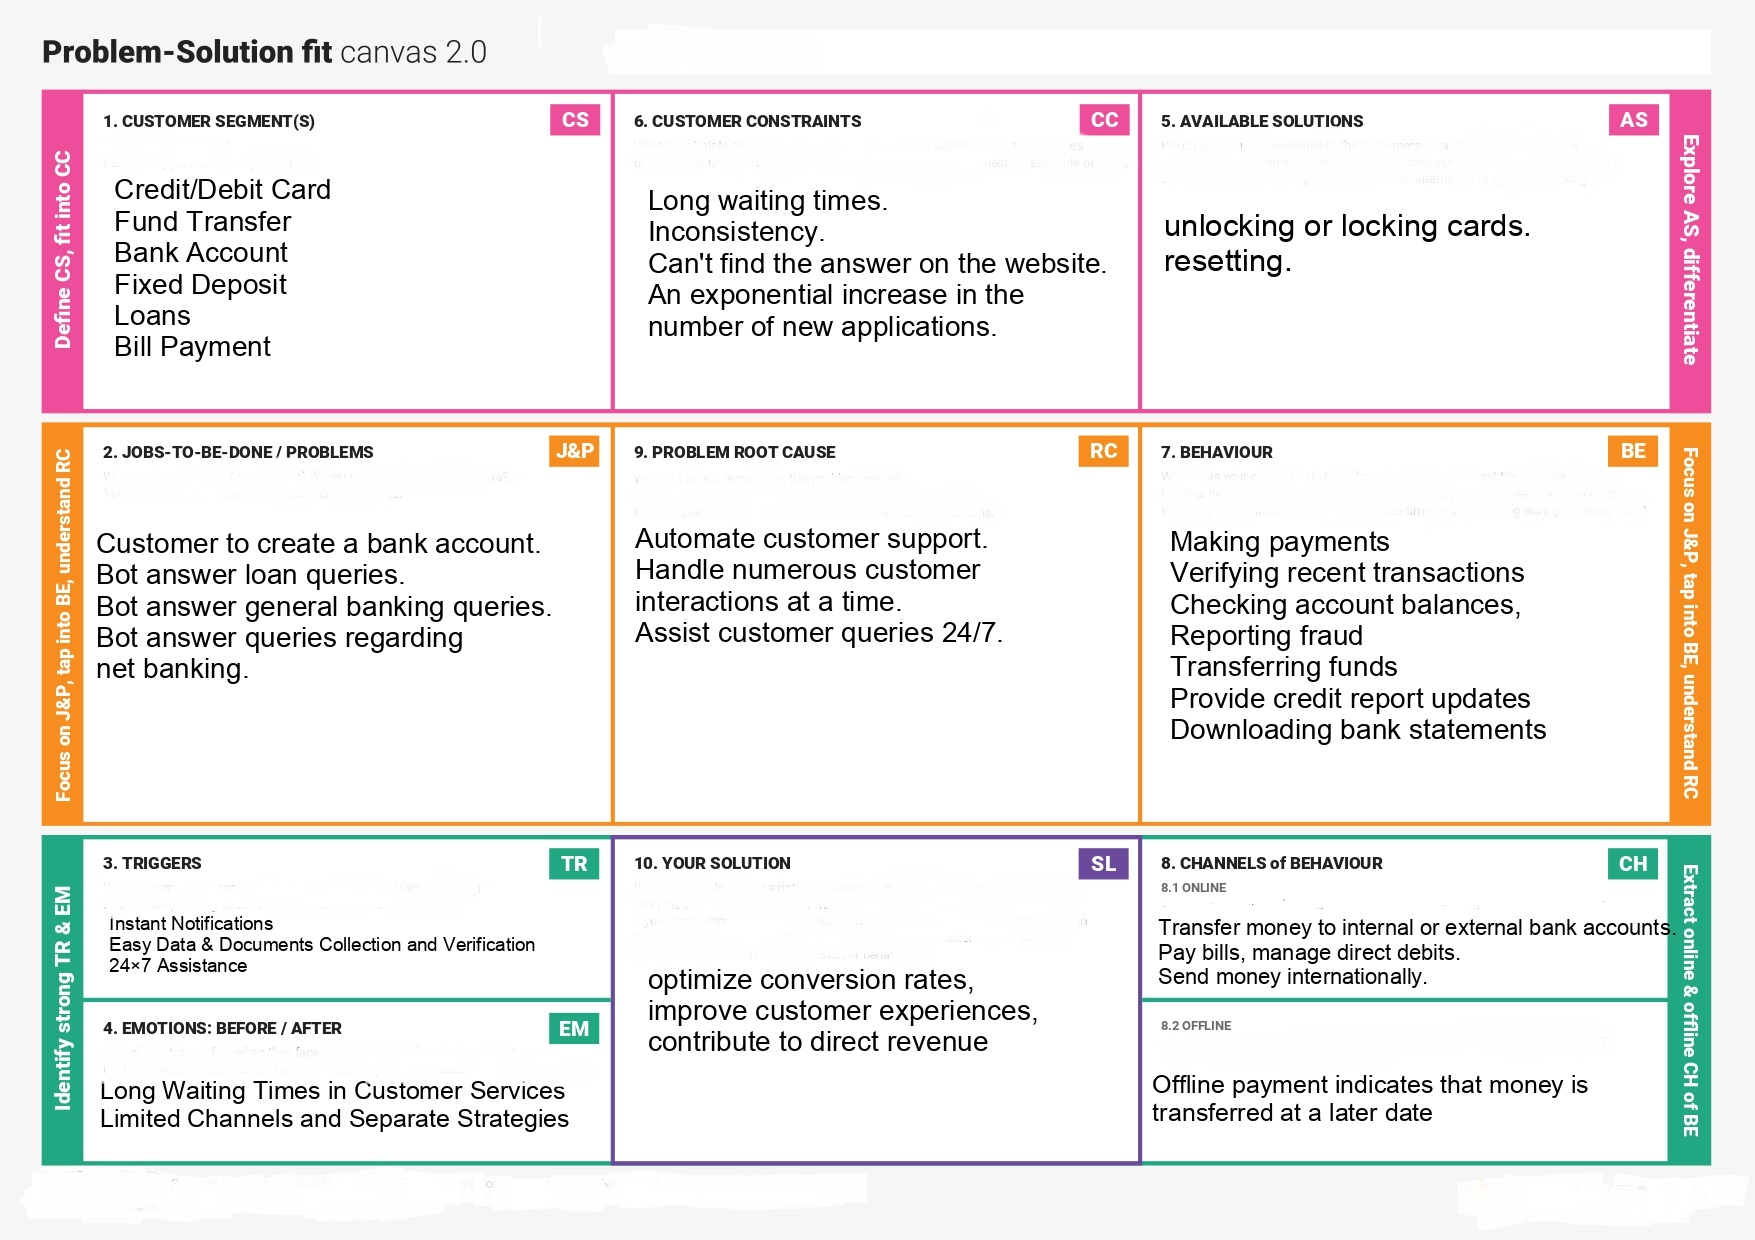 Problem-Solution fit canvas 2.0
Define CS, fit into CC
1. CUSTOMER SEGMENT(S)
CS
Credit/Debit Card
Fund Transfer
Bank Account
Fixed Deposit
Loans
Bill Payment
6. CUSTOMER CONSTRAINTS
CC
Long waiting times.
Inconsistency.
Can't find the answer on the website.
An exponential increase in the
number of new applications.
5. AVAILABLE SOLUTIONS
AS
unlocking or locking cards.
resetting.
Explore AS, differentiate
Focus on J&P, tap into BE, understand RC
2. JOBS-TO-BE-DONE / PROBLEMS
J&P
Customer to create a bank account.
Bot answer loan queries.
Bot answer general banking queries.
Bot answer queries regarding
net banking.
9. PROBLEM ROOT CAUSE
RC
Automate customer support.
Handle numerous customer
interactions at a time.
Assist customer queries 24/7.
7. BEHAVIOUR
BE
Making payments
Verifying recent transactions
Checking account balances,
Reporting fraud
Transferring funds
Provide credit report updates
Downloading bank statements
Focus on J&P, tap into BE, understand RC
Identify strong TR & EM
3. TRIGGERS
TR
Instant Notifications
Easy Data & Documents Collection and Verification
24×7 Assistance
4. EMOTIONS: BEFORE / AFTER
EM
Long Waiting Times in Customer Services
Limited Channels and Separate Strategies
10. YOUR SOLUTION
SL
optimize conversion rates,
improve customer experiences,
contribute to direct revenue
8. CHANNELS of BEHAVIOUR
CH
8.1 ONLINE
Transfer money to internal or external bank accounts.
Pay bills, manage direct debits.
Send money internationally.
8.2 OFFLINE
Offline payment indicates that money is
transferred at a later date
Extract online & offline CH of BE